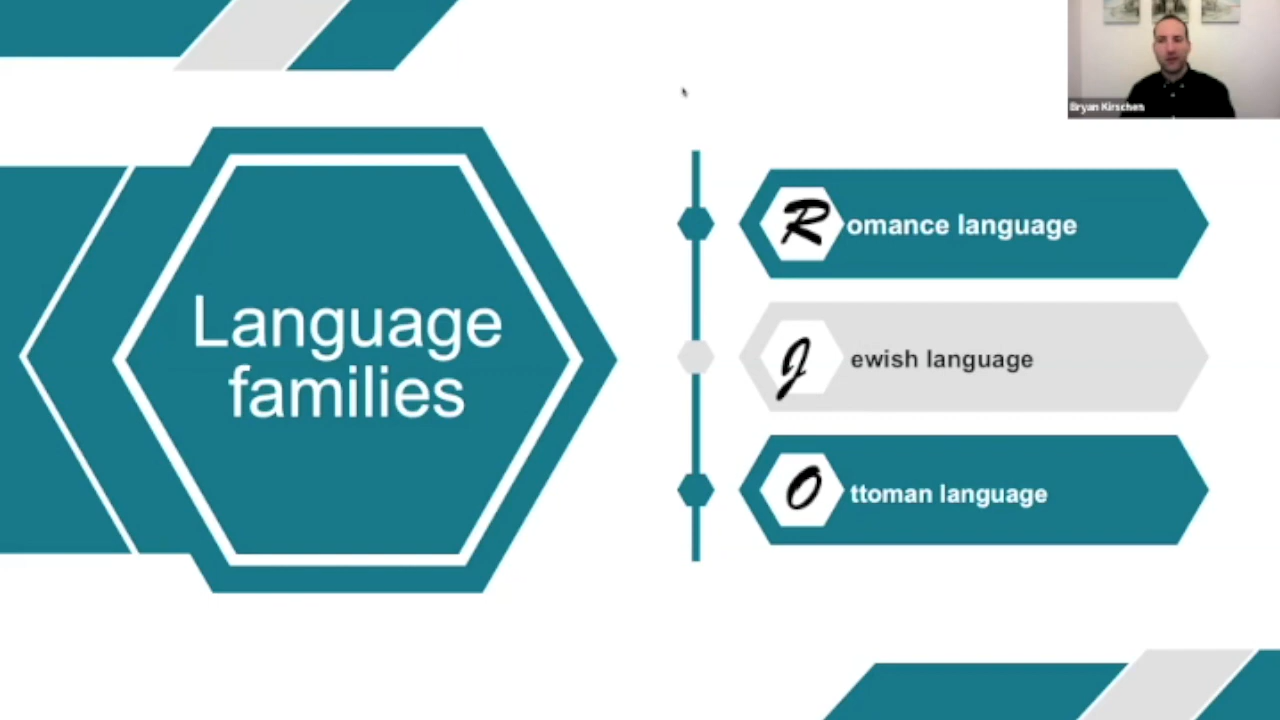 Bryan Kirschen
Language
families
Romance language
Jewish language
Ottoman language